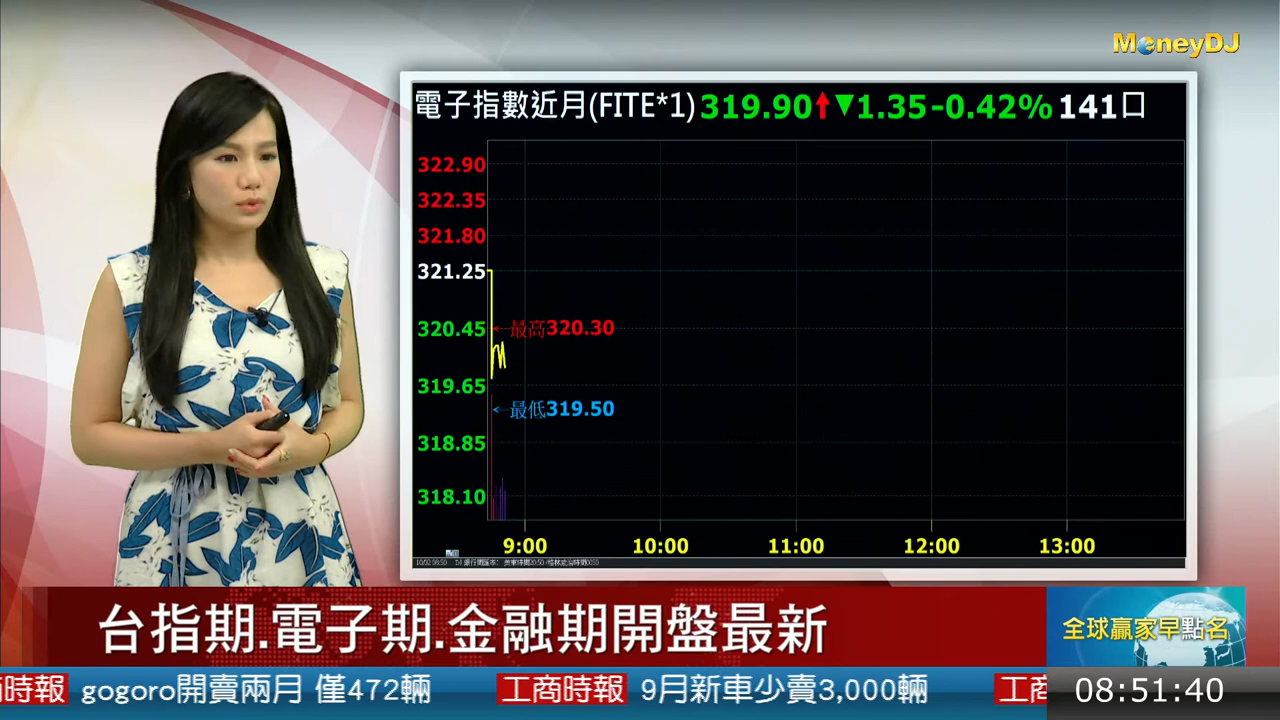 MoneyDJ
電子指數近月(FITE*1) 319.90 ▼1.35 -0.42% 141口
322.90
322.35
321.80
321.25
320.45
最高320.30
319.65
最低319.50
318.85
318.10
9:00 10:00 11:00 12:00 13:00
台指期.電子期.金融期開盤最新
全球贏家早點名
時報 gogoro開賣兩月 僅472輛 工商時報 9月新車少賣3,000輛 工商
08:51:40